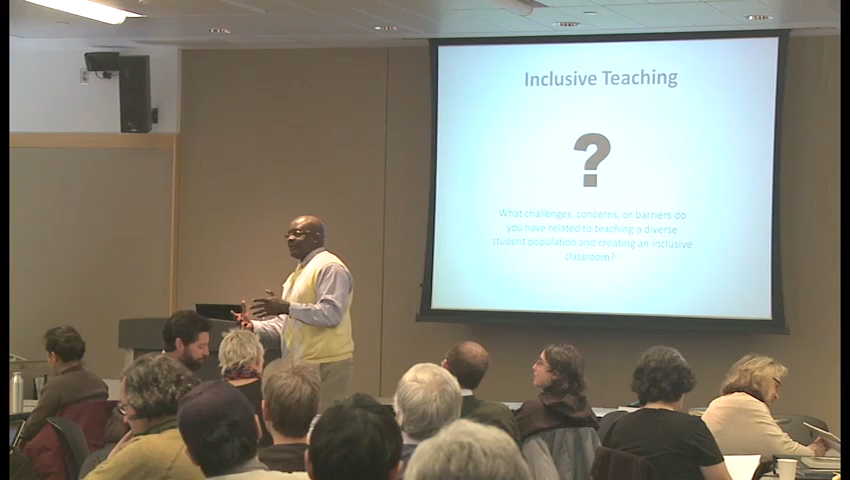 Inclusive Teaching
?
What challenges, concerns, or barriers do
you have related to teaching a diverse
student population and creating an inclusive
classroom?